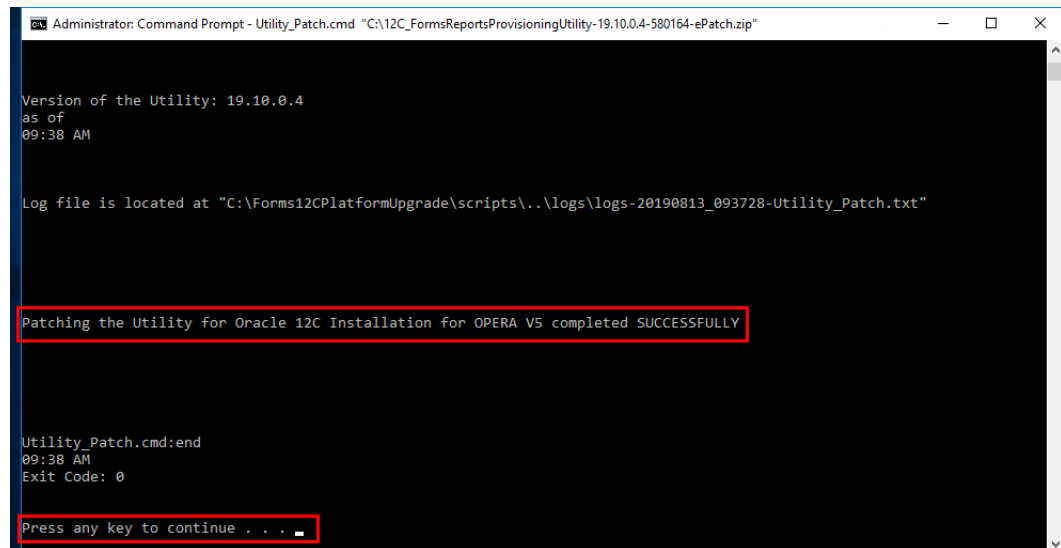 Administrator: Command Prompt - Utility_Patch.cmd "C:\12C_FormsReportsProvisioningUtility-19.10.0.4-580164-ePatch.zip"
Version of the Utility: 19.10.0.4
as of
09:38 AM
Log file is located at "C:\Forms12CPlatformUpgrade\scripts\..\logs\logs-20190813_093728-Utility_Patch.txt"
Patching the Utility for Oracle 12C Installation for OPERA V5 completed SUCCESSFULLY
Utility_Patch.cmd:end
09:38 AM
Exit Code: 0
Press any key to continue . . .